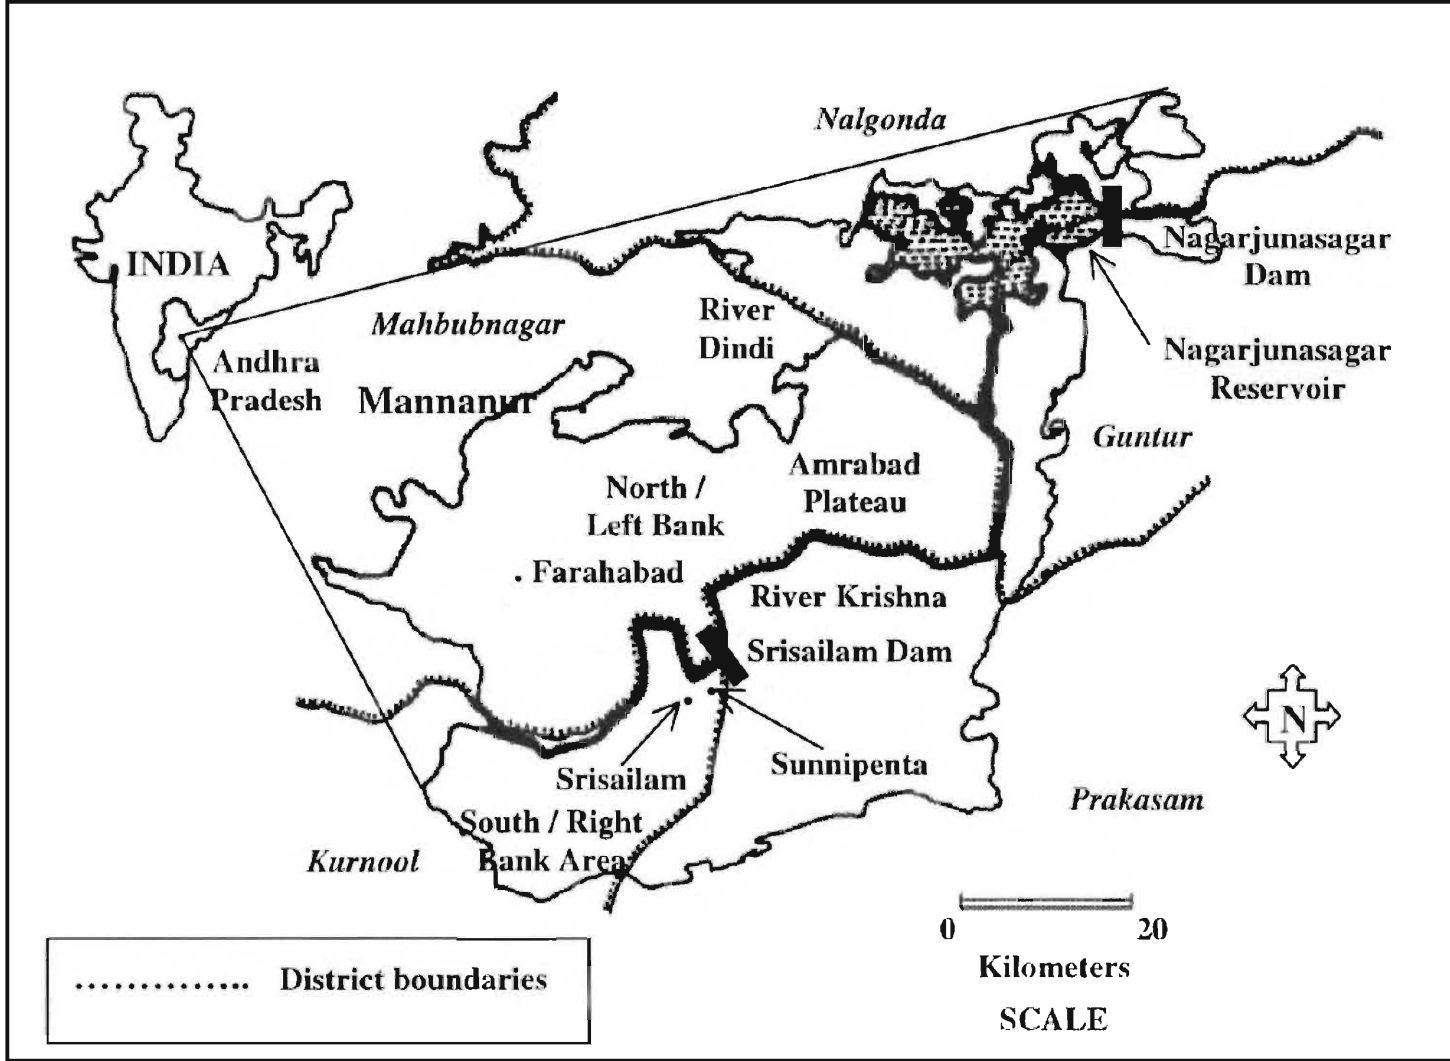 Nalgonda
INDIA
Nagarjunasagar
Dam
Mahbubnagar
River
Dindi
Andhra
Pradesh
Nagarjunasagar
Reservoir
Mannanur
Guntur
Amrabad
Plateau
North /
Left Bank
Farahabad
River Krishna
Srisailam Dam
N
Srisailam
Sunnipenta
Prakasam
South / Right
Bank Area
Kurnool
0 20
Kilometers
SCALE
District boundaries